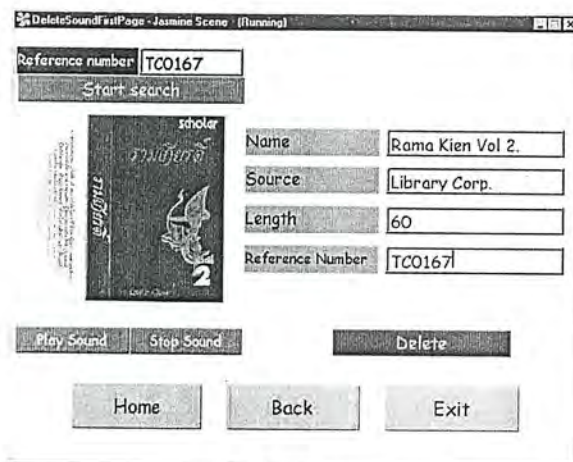 DeleteSoundFirstPage - Jasmine Scene - (Running)
Reference number TC0167
Start search
scholar
รามเกียรติ์
2
Name Rama Kien Vol 2.
Source Library Corp.
Length 60
Reference Number TC0167
Play Sound Stop Sound Delete
Home Back Exit